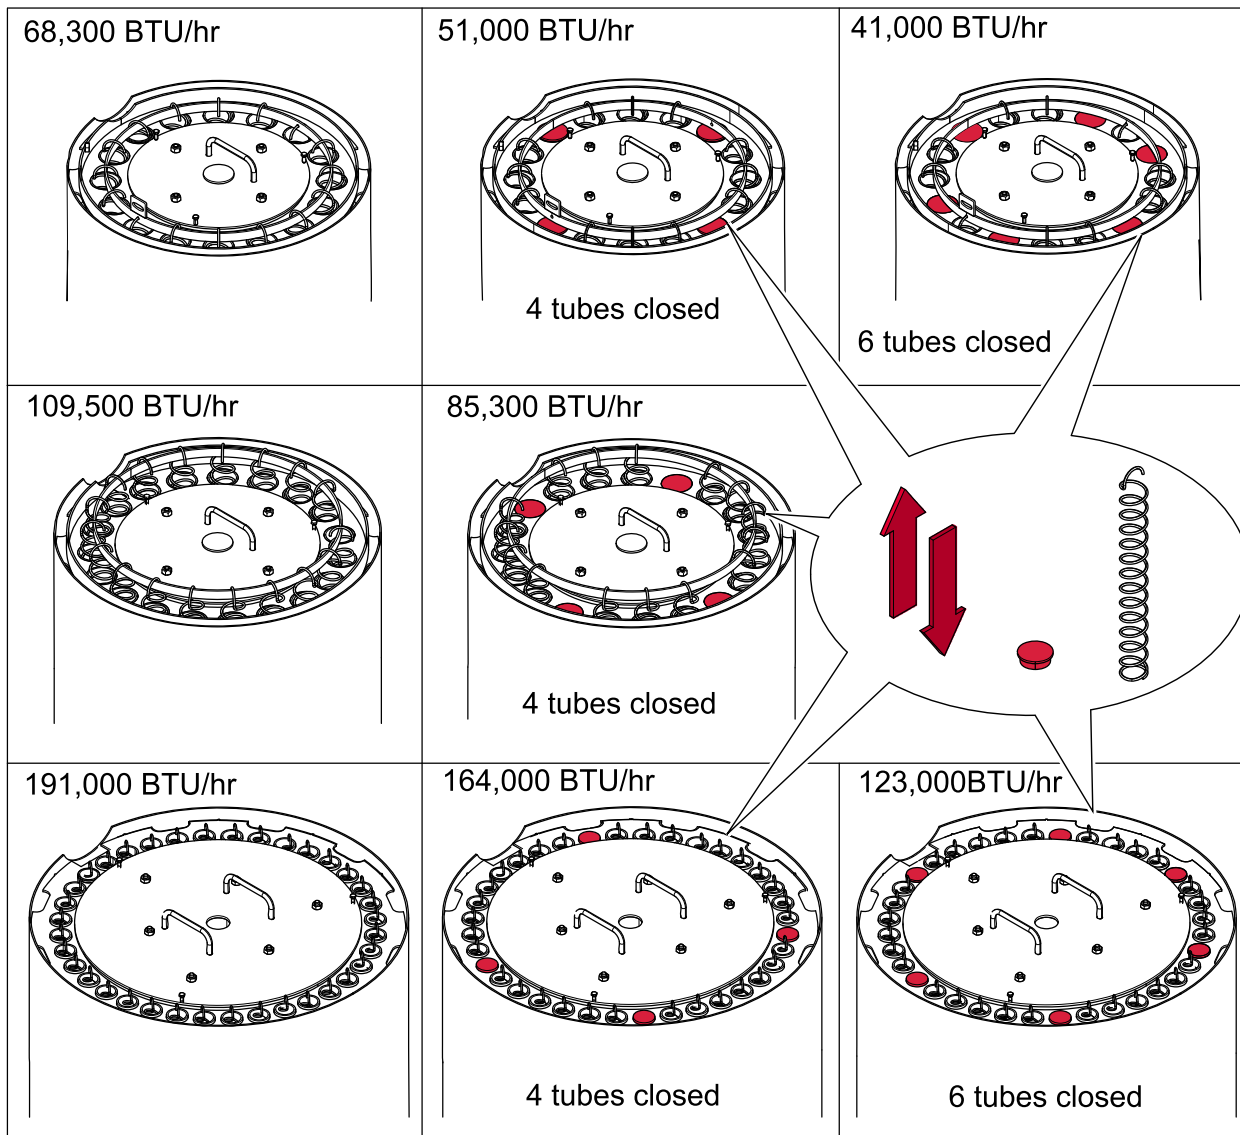 68,300 BTU/hr
51,000 BTU/hr
41,000 BTU/hr
4 tubes closed
6 tubes closed
109,500 BTU/hr
85,300 BTU/hr
4 tubes closed
191,000 BTU/hr
164,000 BTU/hr
123,000BTU/hr
4 tubes closed
6 tubes closed